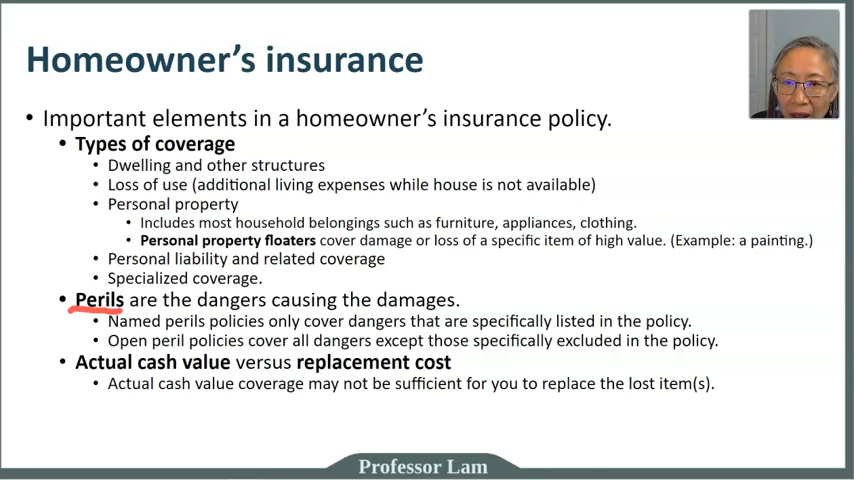 Homeowner's insurance
• Important elements in a homeowner's insurance policy.
• Types of coverage
• Dwelling and other structures
• Loss of use (additional living expenses while house is not available)
• Personal property
• Includes most household belongings such as furniture, appliances, clothing.
• Personal property floaters cover damage or loss of a specific item of high value. (Example: a painting.)
• Personal liability and related coverage
• Specialized coverage.
• Perils are the dangers causing the damages.
• Named perils policies only cover dangers that are specifically listed in the policy.
• Open peril policies cover all dangers except those specifically excluded in the policy.
• Actual cash value versus replacement cost
• Actual cash value coverage may not be sufficient for you to replace the lost item(s).
Professor Lam